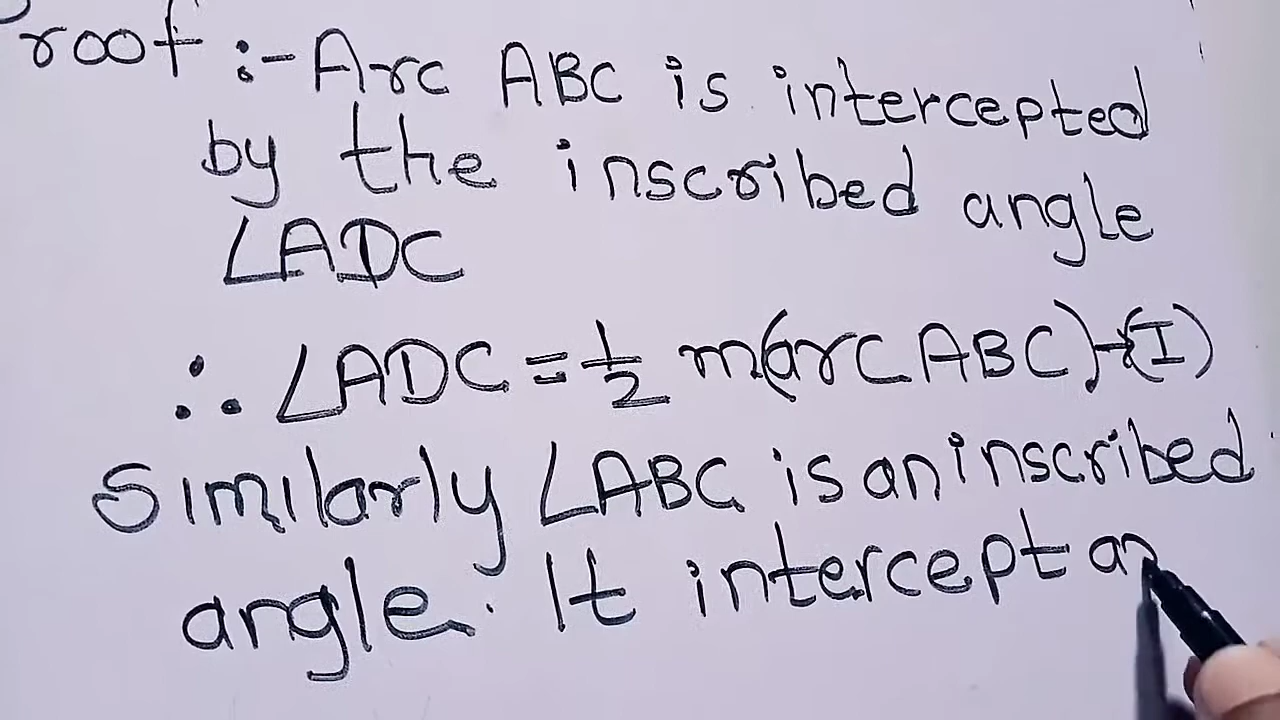 Proof :- Arc ABC is intercepted
by the inscribed angle
∠ADC
∴ ∠ADC = 1/2 m(arc ABC) → (I)
Similarly ∠ABC is an inscribed
angle. It intercept